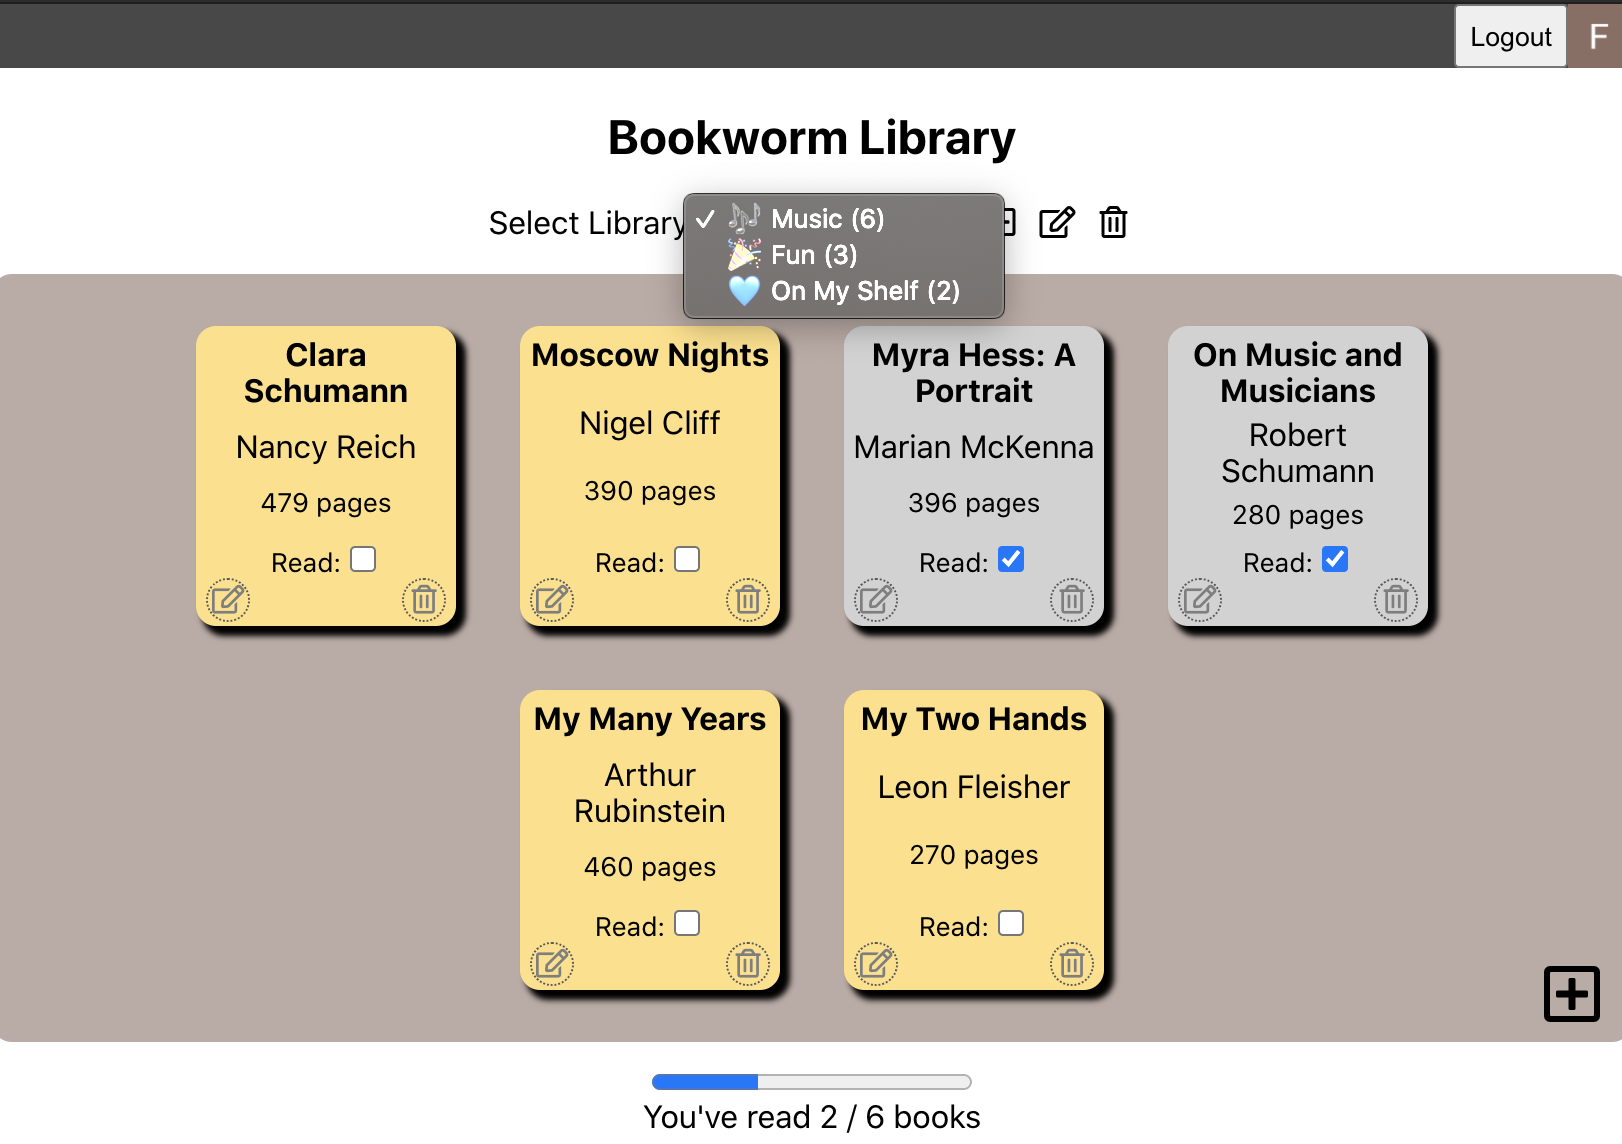 Logout
F
Bookworm Library
Select Library
✓ 🎶 Music (6)
🎉 Fun (3)
🩵 On My Shelf (2)
Clara
Schumann
Nancy Reich
479 pages
Read:
Moscow Nights
Nigel Cliff
390 pages
Read:
Myra Hess: A
Portrait
Marian McKenna
396 pages
Read:
On Music and
Musicians
Robert
Schumann
280 pages
Read:
My Many Years
Arthur
Rubinstein
460 pages
Read:
My Two Hands
Leon Fleisher
270 pages
Read:
You've read 2 / 6 books